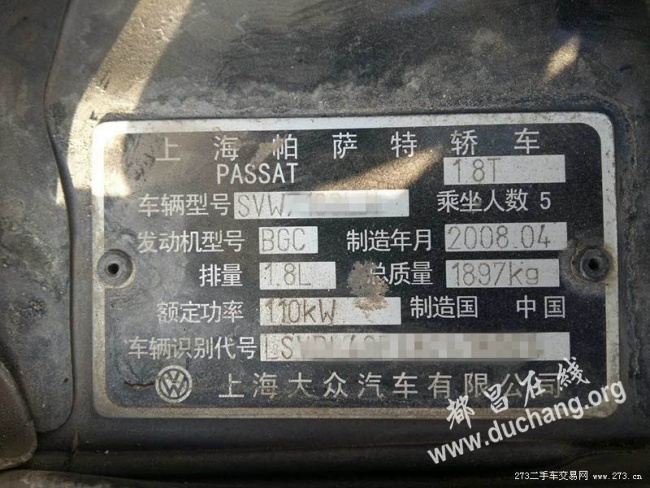 上海帕萨特轿车
PASSAT 1.8T
车辆型号 SVW7 乘坐人数 5
发动机型号 BGC 制造年月 2008.04
排量 1.8L 总质量 1897kg
额定功率 110kW 制造国 中国
车辆识别代号 LSV
上海大众汽车有限公司
都昌在线
www.duchang.org
273二手车交易网 www.273.cn